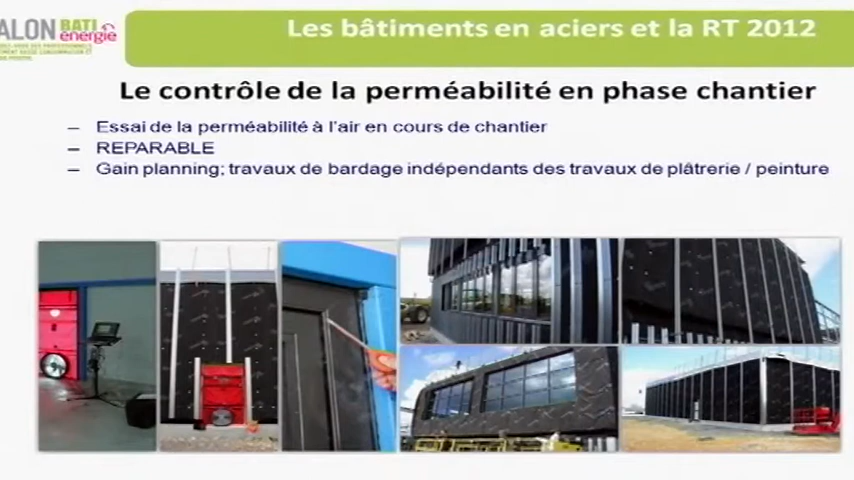 ALON BATI
énergie
Les bâtiments en aciers et la RT 2012
Le contrôle de la perméabilité en phase chantier
– Essai de la perméabilité à l'air en cours de chantier
– REPARABLE
– Gain planning; travaux de bardage indépendants des travaux de plâtrerie / peinture